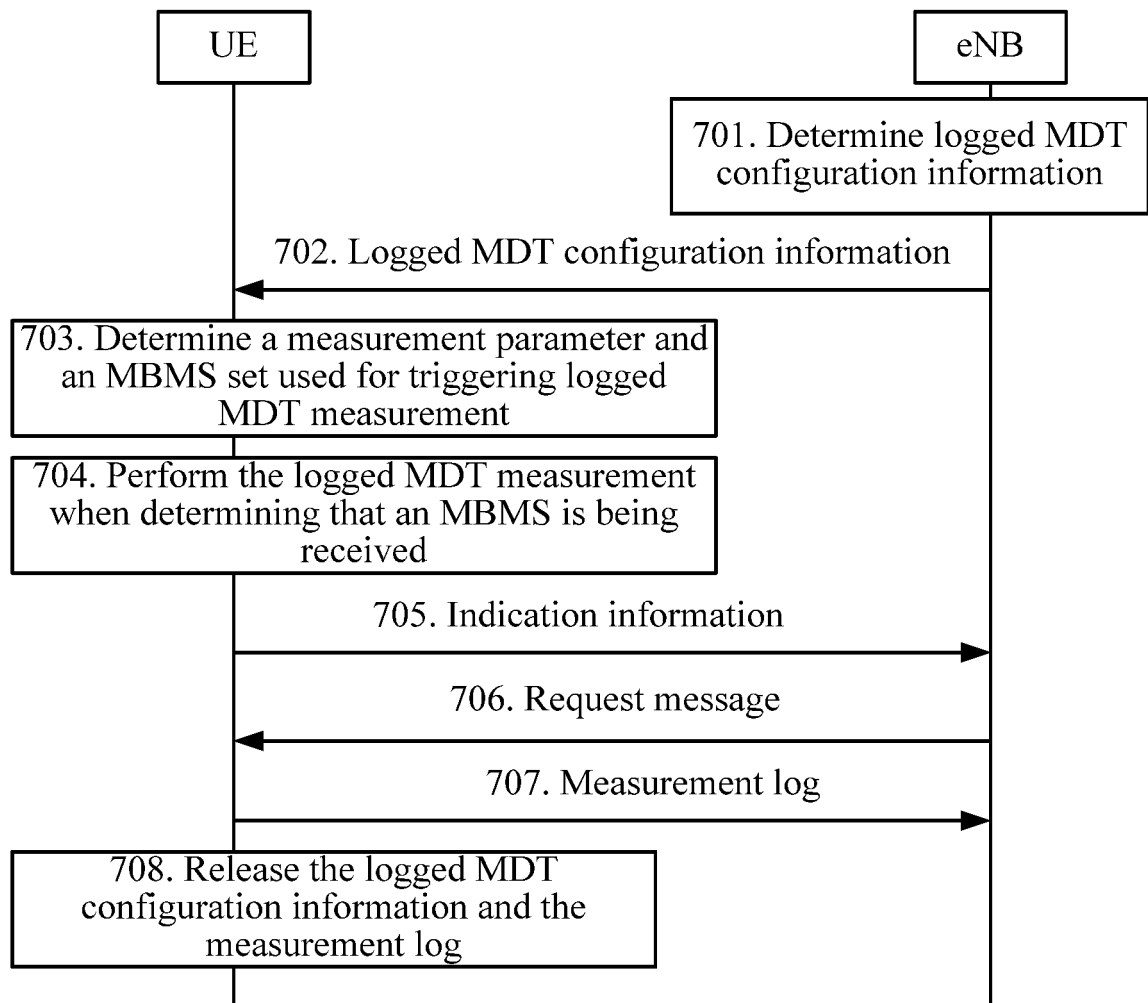 UE
eNB
701. Determine logged MDT
configuration information
702. Logged MDT configuration information
703. Determine a measurement parameter and
an MBMS set used for triggering logged
MDT measurement
704. Perform the logged MDT measurement
when determining that an MBMS is being
received
705. Indication information
706. Request message
707. Measurement log
708. Release the logged MDT
configuration information and the
measurement log